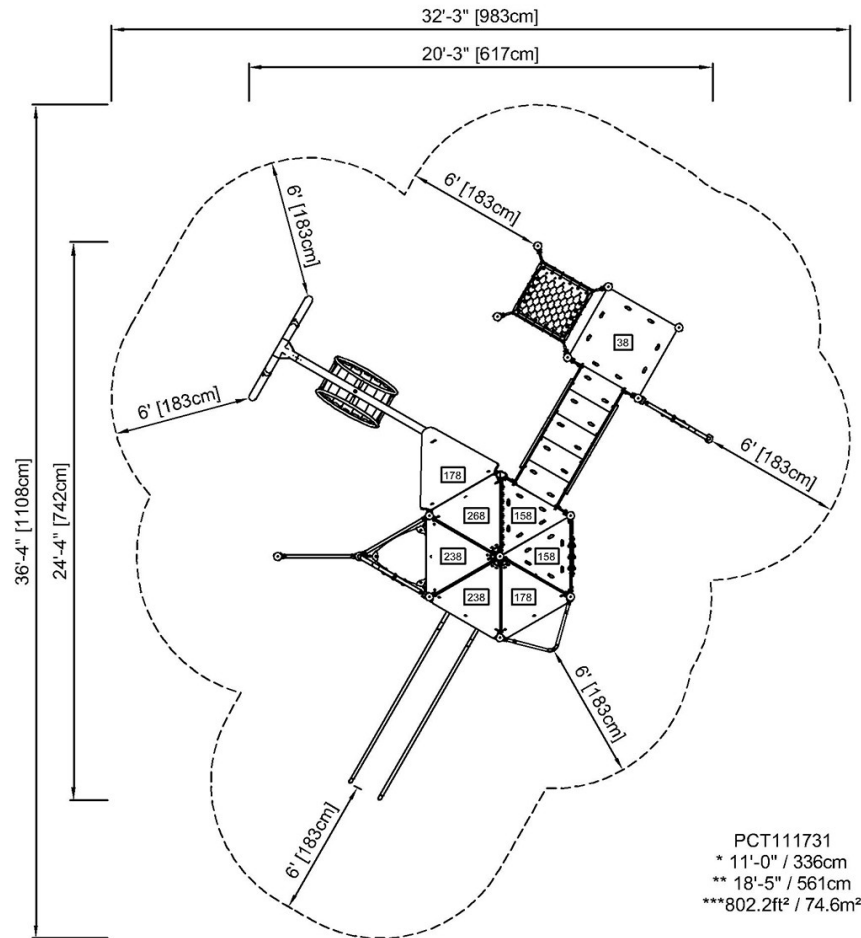 32'-3" [983cm]
20'-3" [617cm]
36'-4" [1108cm]
24'-4" [742cm]
6' [183cm]
6' [183cm]
6' [183cm]
6' [183cm]
6' [183cm]
6' [183cm]
38
178
268
158
238
158
238
178
PCT111731
* 11'-0" / 336cm
** 18'-5" / 561cm
***802.2ft² / 74.6m²